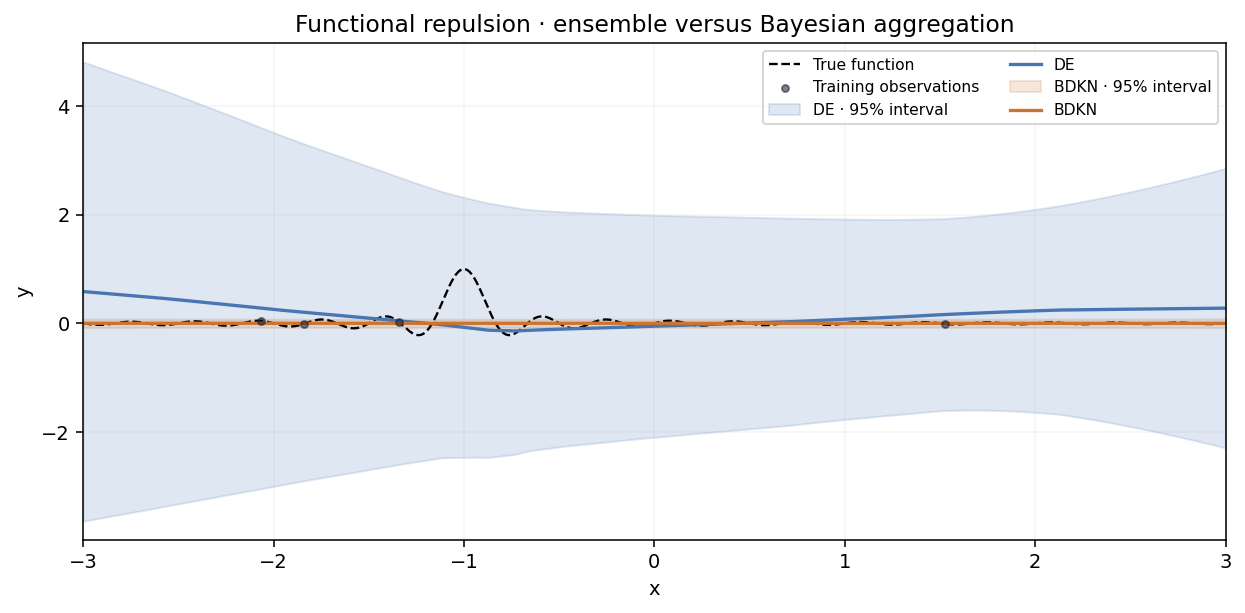 Functional repulsion · ensemble versus Bayesian aggregation
True function
Training observations
DE · 95% interval
DE
BDKN · 95% interval
BDKN
y
4
2
0
−2
−3
−2
−1
0
1
2
3
x